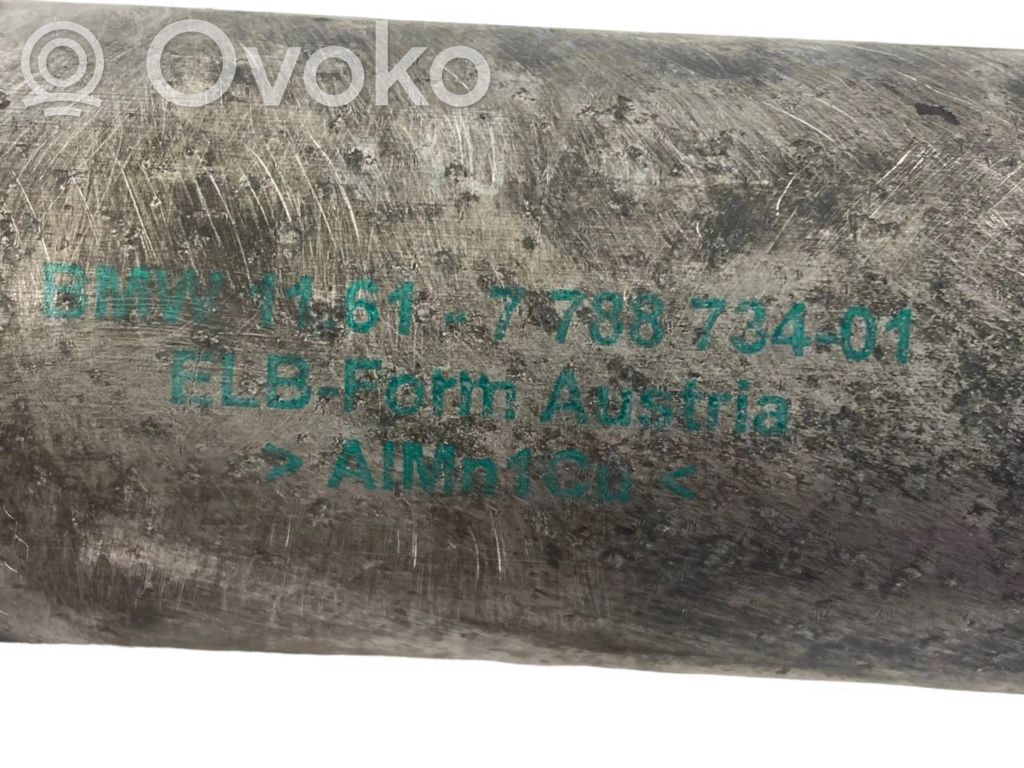 Ovoko
BMW 11.61 - 7 788 734-01
ELB-Form Austria
> AlMn1Cu <